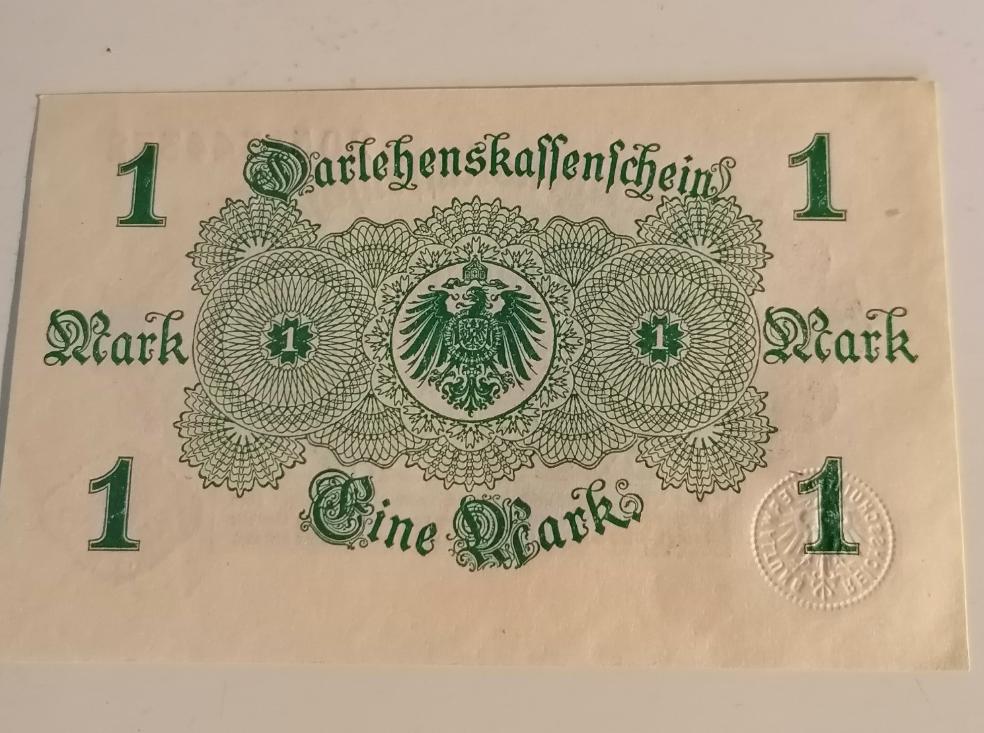 1 Darlehenskassenschein 1
Mark 1 1 Mark
1 Eine Mark. 1